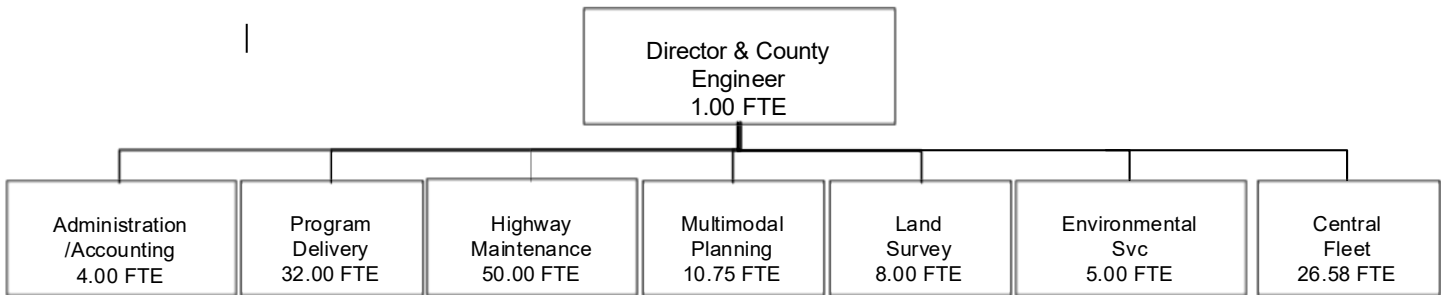 Director & County
Engineer
1.00 FTE
Administration
/Accounting
4.00 FTE
Program
Delivery
32.00 FTE
Highway
Maintenance
50.00 FTE
Multimodal
Planning
10.75 FTE
Land
Survey
8.00 FTE
Environmental
Svc
5.00 FTE
Central
Fleet
26.58 FTE